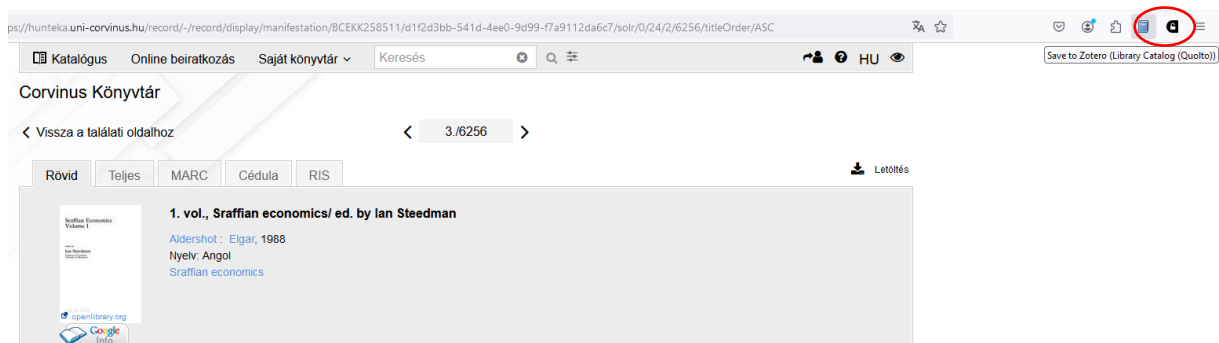 ps://hunteka.uni-corvinus.hu/record/-/record/display/manifestation/BCEKK258511/d1f2d3bb-541d-4ee0-9d99-f7a9112da6c7/solr/0/24/2/6256/titleOrder/ASC
Save to Zotero (Library Catalog (Quolto))
Katalógus Online beiratkozás Saját könyvtár Keresés HU
Corvinus Könyvtár
Vissza a találati oldalhoz 3./6256
Rövid Teljes MARC Cédula RIS Letöltés
Sraffian Economics
Volume I
Ian Steedman
openlibrary.org
Google
Info
1. vol., Sraffian economics/ ed. by Ian Steedman
Aldershot : Elgar, 1988
Nyelv: Angol
Sraffian economics